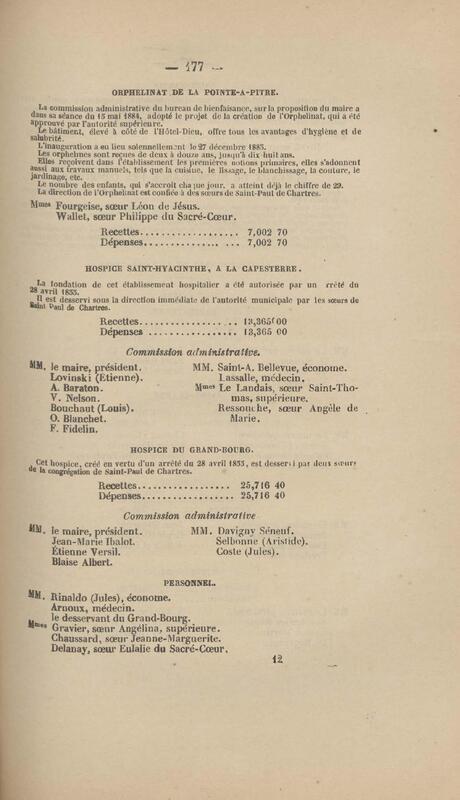 — 177 —
ORPHELINAT DE LA POINTE-A-PITRE.
La commission administrative du bureau de bienfaisance, sur la proposition du maire a
dans sa séance du 15 mai 1884, adopté le projet de la création de l'Orphelinat, qui a été
approuvé par l'autorité supérieure.
Le bâtiment, élevé à côté de l'Hôtel-Dieu, offre tous les avantages d'hygiène et de
salubrité.
L'inauguration a eu lieu solennellement le 27 décembre 1885.
Les orphelines sont reçues de deux à douze ans, jusqu'à dix huit ans.
Elles reçoivent dans l'établissement les premières notions primaires, elles s'adonnent
aussi aux travaux manuels, tels que la cuisine, le lissage, le blanchissage, la couture, le
jardinage, etc.
Le nombre des enfants, qui s'accroit chaque jour, a atteint déjà le chiffre de 29.
La direction de l'Orphelinat est confiée à des sœurs de Saint-Paul de Chartres.
Mmes Fourgeise, sœur Léon de Jésus.
Wallet, sœur Philippe du Sacré-Cœur.
Recettes.................. 7,002 70
Dépenses.................. 7,002 70
HOSPICE SAINT-HYACINTHE, A LA CAPESTERRE.
La fondation de cet établissement hospitalier a été autorisée par un arrêté du
28 avril 1855.
Il est desservi sous la direction immédiate de l'autorité municipale par les sœurs de
Saint Paul de Chartres.
Recettes.................. 13,365f00
Dépenses .................. 13,365 00
Commission administrative.
MM. le maire, président.
Lovinski (Etienne).
A. Baraton.
V. Nelson.
Bouchaut (Louis).
O. Blanchet.
F. Fidelin.
MM. Saint-A. Bellevue, économe.
Lassalle, médecin.
Mmes Le Landais, sœur Saint-Tho-
mas, supérieure.
Ressouche, sœur Angèle de
Marie.
HOSPICE DU GRAND-BOURG.
Cet hospice, créé en vertu d'un arrêté du 28 avril 1855, est desservi par deux sœurs
de la congrégation de Saint-Paul de Chartres.
Recettes.................. 25,716 40
Dépenses.................. 25,716 40
Commission administrative
MM. le maire, président.
Jean-Marie Ibalot.
Étienne Versil.
Blaise Albert.
MM. Davigny Séneuf.
Selbonne (Aristide).
Coste (Jules).
PERSONNEL.
MM. Rinaldo (Jules), économe.
Arnoux, médecin.
le desservant du Grand-Bourg.
Mmes Gravier, sœur Angélina, supérieure.
Chaussard, sœur Jeanne-Marguerite.
Delanay, sœur Eulalie du Sacré-Cœur.
12